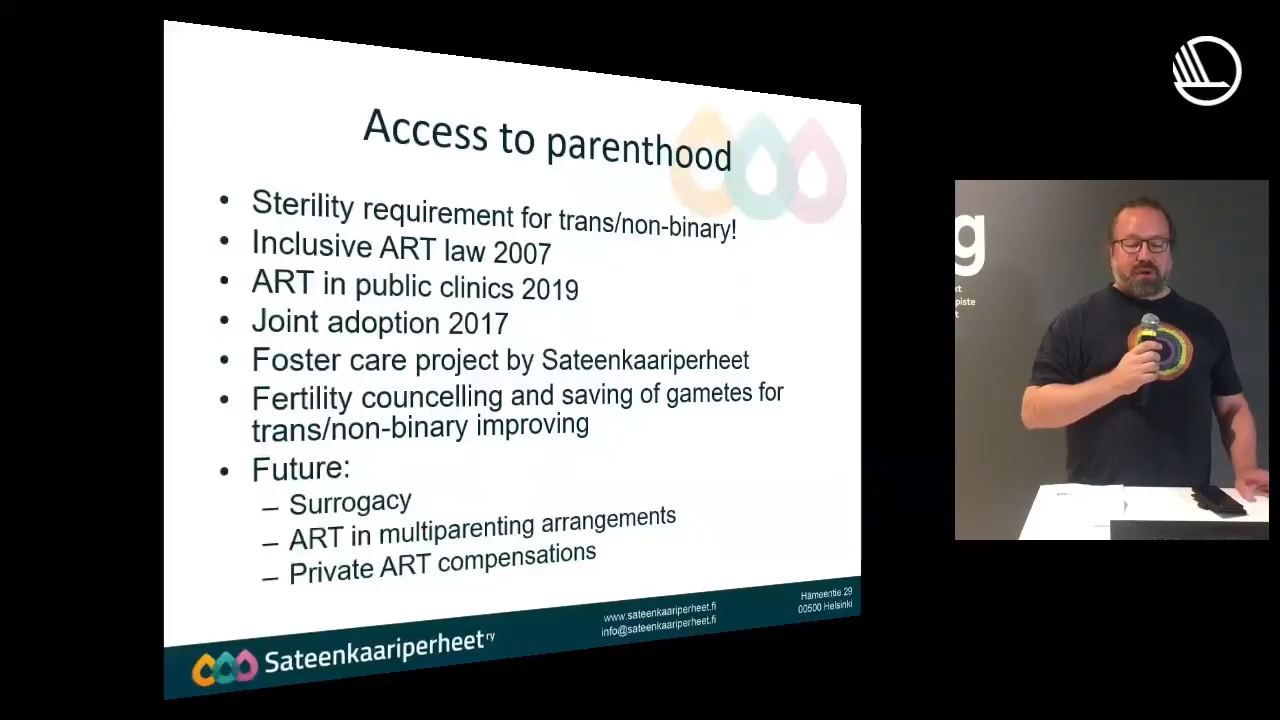 Access to parenthood
• Sterility requirement for trans/non-binary!
• Inclusive ART law 2007
• ART in public clinics 2019
• Joint adoption 2017
• Foster care project by Sateenkaariperheet
• Fertility councelling and saving of gametes for
trans/non-binary improving
• Future:
– Surrogacy
– ART in multiparenting arrangements
– Private ART compensations
Sateenkaariperheet ry
www.sateenkaariperheet.fi
info@sateenkaariperheet.fi
Hämeentie 29
00500 Helsinki
g
kt
piste
t